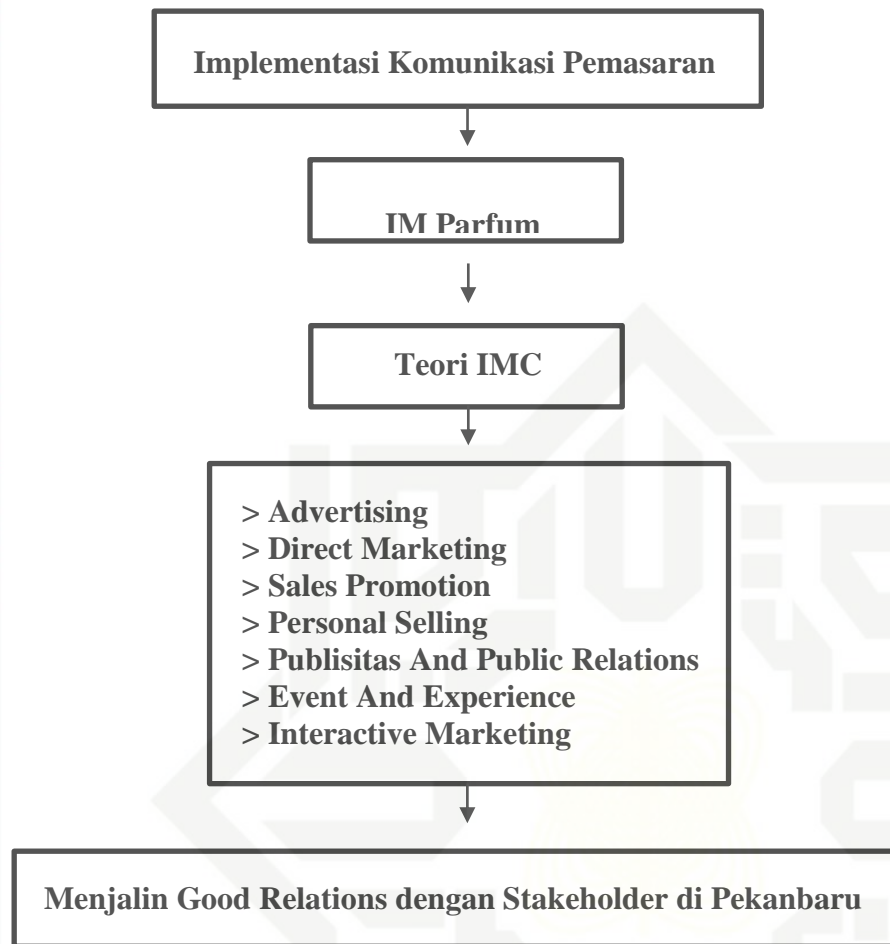 Implementasi Komunikasi Pemasaran
IM Parfum
Teori IMC
> Advertising
> Direct Marketing
> Sales Promotion
> Personal Selling
> Publisitas And Public Relations
> Event And Experience
> Interactive Marketing
Menjalin Good Relations dengan Stakeholder di Pekanbaru